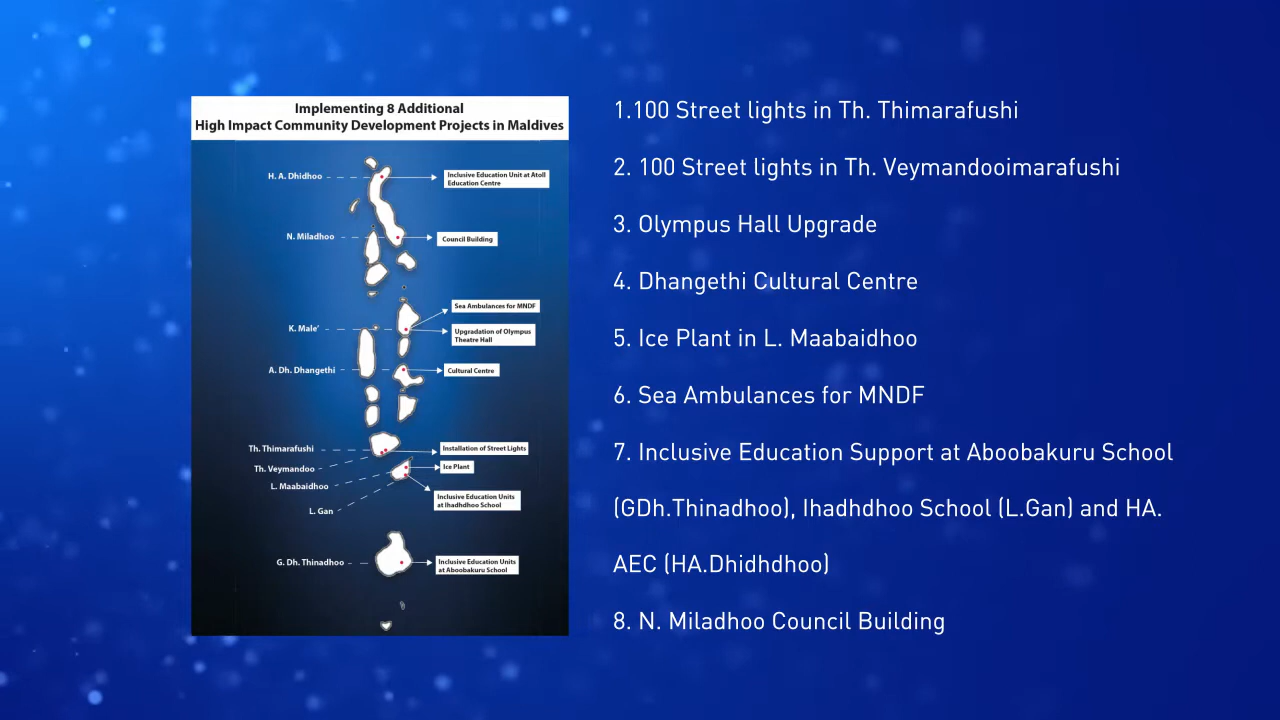 Implementing 8 Additional
High Impact Community Development Projects in Maldives
H. A. Dhidhoo
Inclusive Education Unit at Atoll
Education Centre
N. Miladhoo
Council Building
Sea Ambulances for MNDF
K. Male'
Upgradation of Olympus
Theatre Hall
A. Dh. Dhangethi
Cultural Centre
Th. Thimarafushi
Installation of Street Lights
Th. Veymandoo
Ice Plant
L. Maabaidhoo
Inclusive Education Units
at Ihadhdhoo School
L. Gan
G. Dh. Thinadhoo
Inclusive Education Units
at Aboobakuru School
1.100 Street lights in Th. Thimarafushi
2. 100 Street lights in Th. Veymandooimarafushi
3. Olympus Hall Upgrade
4. Dhangethi Cultural Centre
5. Ice Plant in L. Maabaidhoo
6. Sea Ambulances for MNDF
7. Inclusive Education Support at Aboobakuru School
(GDh.Thinadhoo), Ihadhdhoo School (L.Gan) and HA.
AEC (HA.Dhidhdhoo)
8. N. Miladhoo Council Building